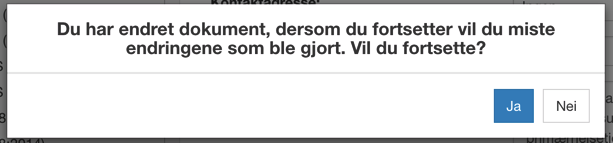 Kontaktadresse:
Du har endret dokument, dersom du fortsetter vil du miste
endringene som ble gjort. Vil du fortsette?
Ja
Nei